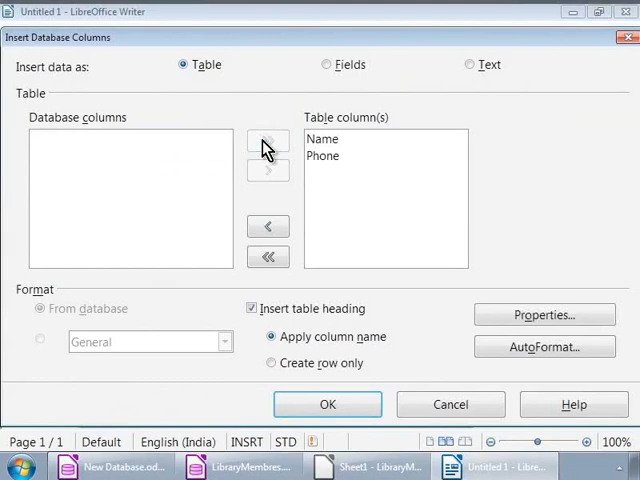 Untitled 1 - LibreOffice Writer
Insert Database Columns
Insert data as:
Table
Fields
Text
Table
Database columns
Table column(s)
Name
Phone
Format
From database
General
Insert table heading
Apply column name
Create row only
Properties...
AutoFormat...
OK
Cancel
Help
Page 1 / 1
Default
English (India)
INSRT
STD
100%
New Database.od...
LibraryMembres....
Sheet1 - LibraryM...
Untitled 1 - Libre...